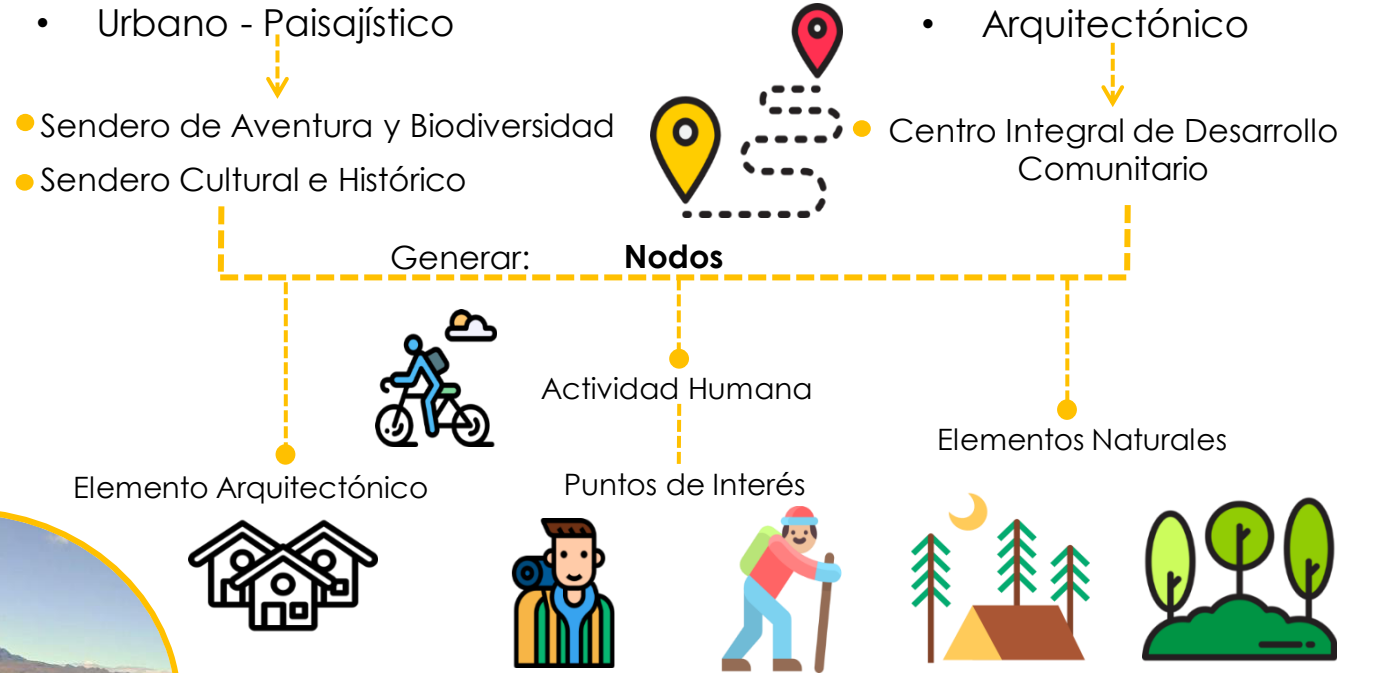 • Urbano - Paisajístico
Sendero de Aventura y Biodiversidad
Sendero Cultural e Histórico
• Arquitectónico
Centro Integral de Desarrollo
Comunitario
Generar: Nodos
Actividad Humana
Elementos Naturales
Elemento Arquitectónico
Puntos de Interés